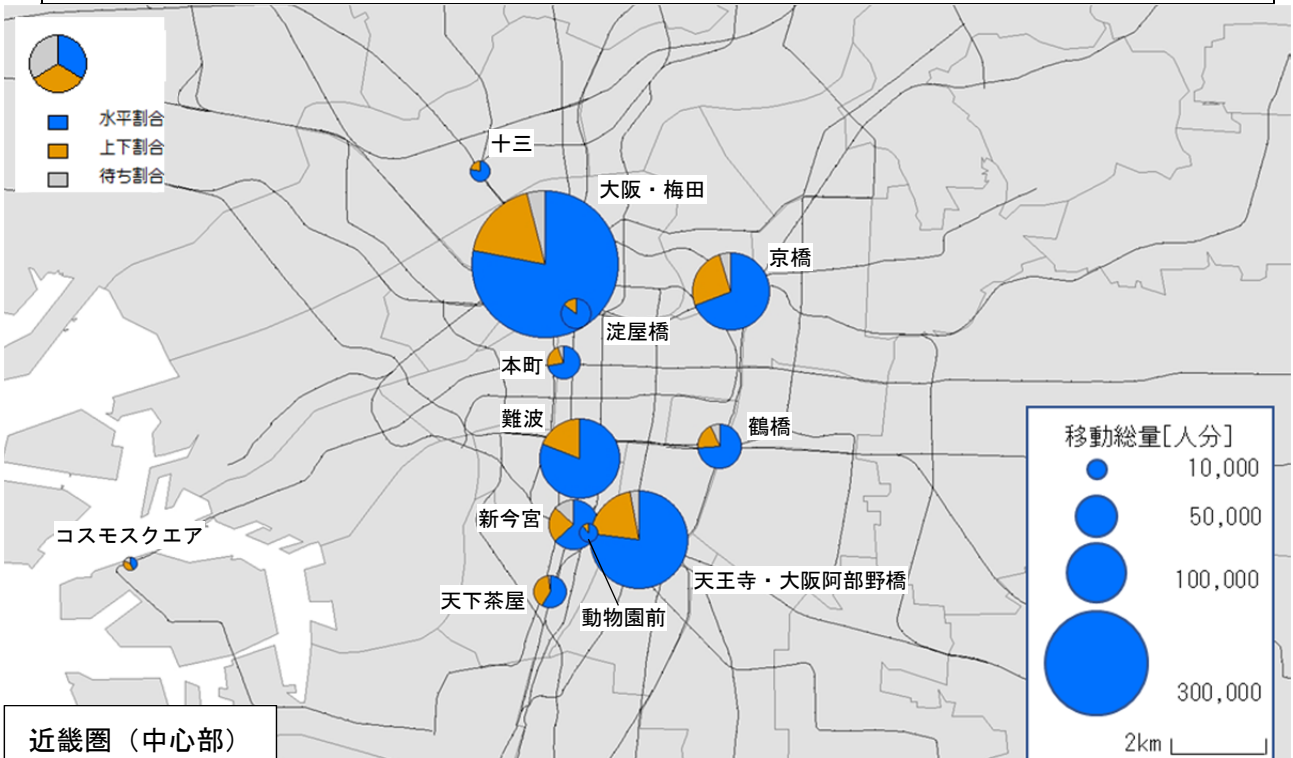 水平割合
上下割合
待ち割合
十三
大阪・梅田
京橋
淀屋橋
本町
難波
鶴橋
新今宮
コスモスクエア
天王寺・大阪阿部野橋
天下茶屋
動物園前
移動総量[人分]
10,000
50,000
100,000
300,000
2km
近畿圏（中心部）